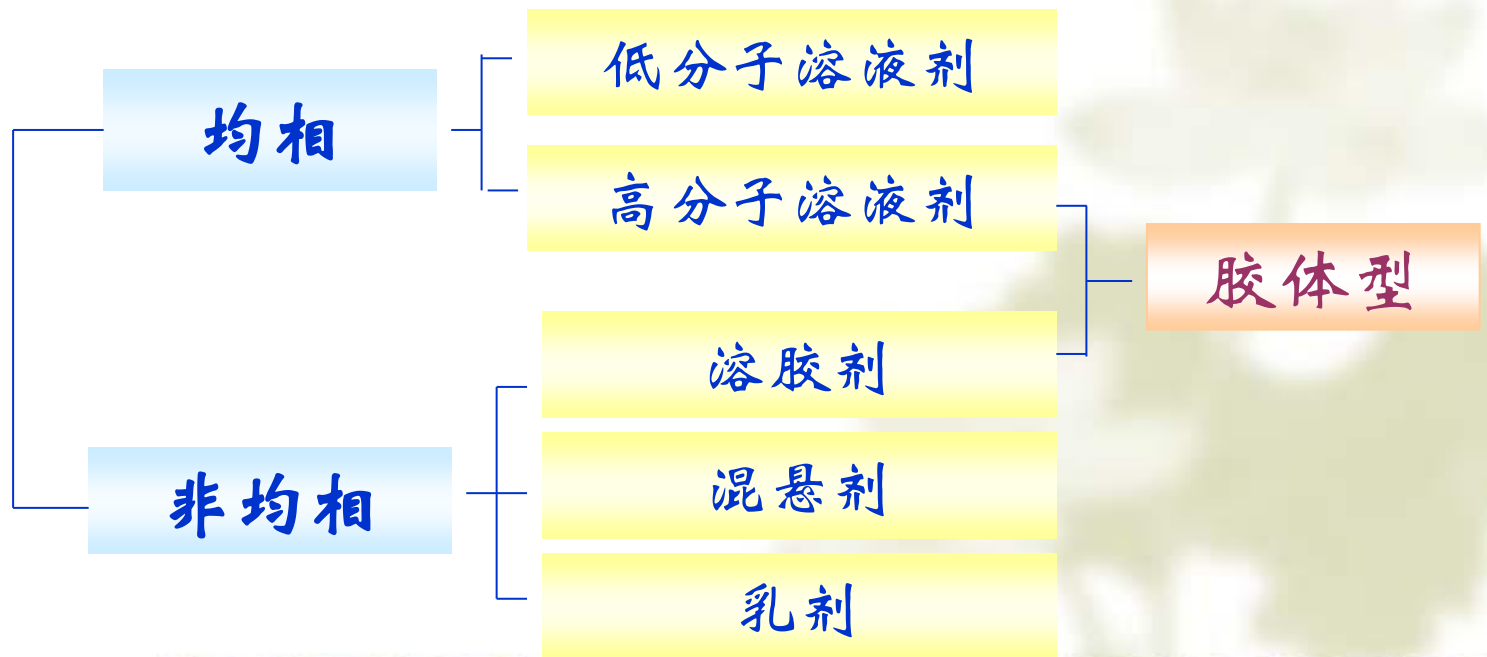 均相
低分子溶液剂
高分子溶液剂
胶体型
非均相
溶胶剂
混悬剂
乳剂